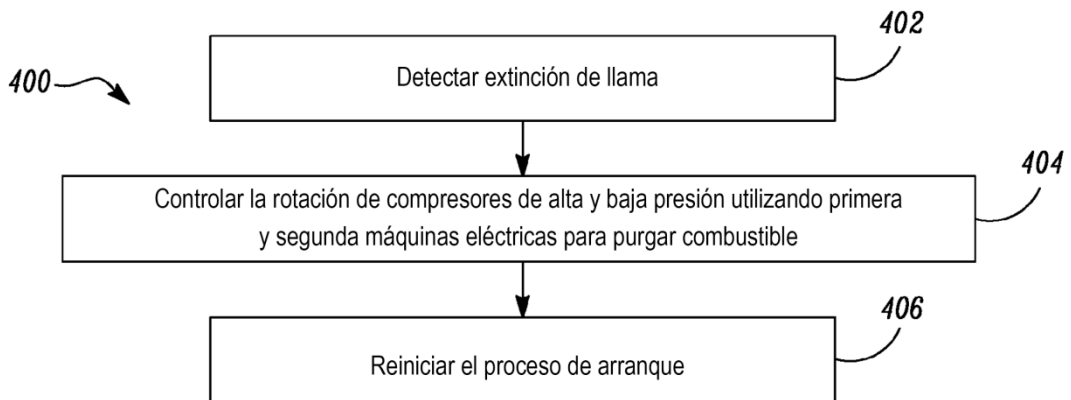 402
Detectar extinción de llama
400
404
Controlar la rotación de compresores de alta y baja presión utilizando primera
y segunda máquinas eléctricas para purgar combustible
406
Reiniciar el proceso de arranque